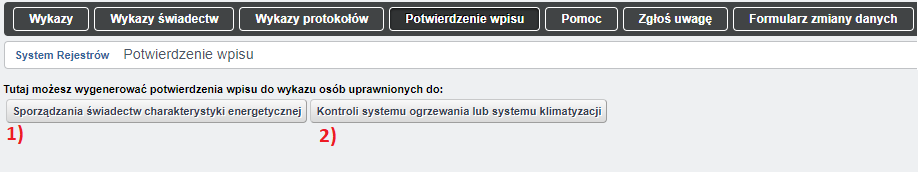 Wykazy Wykazy świadectw Wykazy protokołów Potwierdzenie wpisu Pomoc Zgłoś uwagę Formularz zmiany danych
System Rejestrów Potwierdzenie wpisu
Tutaj możesz wygenerować potwierdzenia wpisu do wykazu osób uprawnionych do:
Sporządzania świadectw charakterystyki energetycznej Kontroli systemu ogrzewania lub systemu klimatyzacji
1) 2)